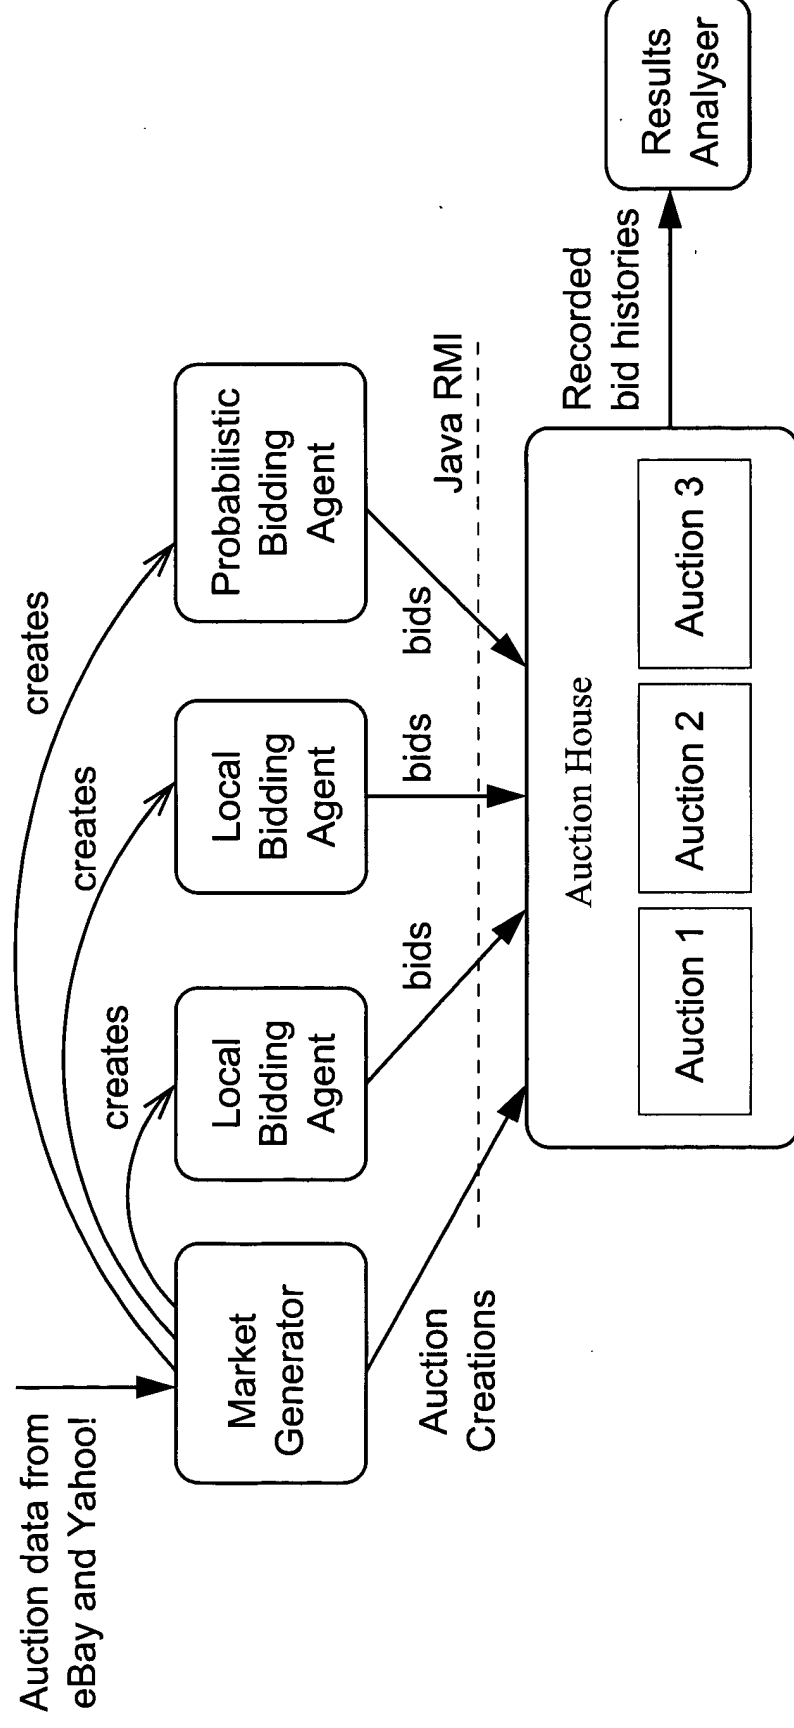 Auction data from
eBay and Yahoo!
creates
creates
creates
Market
Generator
Local
Bidding
Agent
Local
Bidding
Agent
Probabilistic
Bidding
Agent
Auction
Creations
bids
bids
bids
Java RMI
Auction House
Auction 1
Auction 2
Auction 3
Recorded
bid histories
Results
Analyser